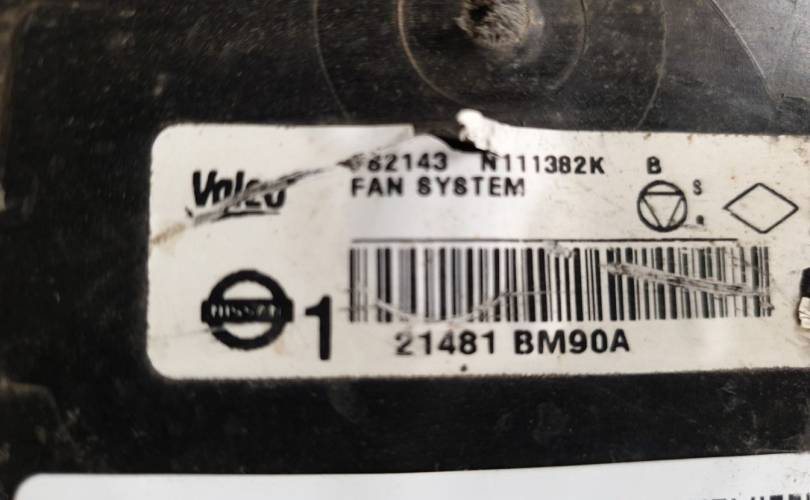 Valeo
N111382K B
FAN SYSTEM
S
NISSAN
1
21481 BM90A